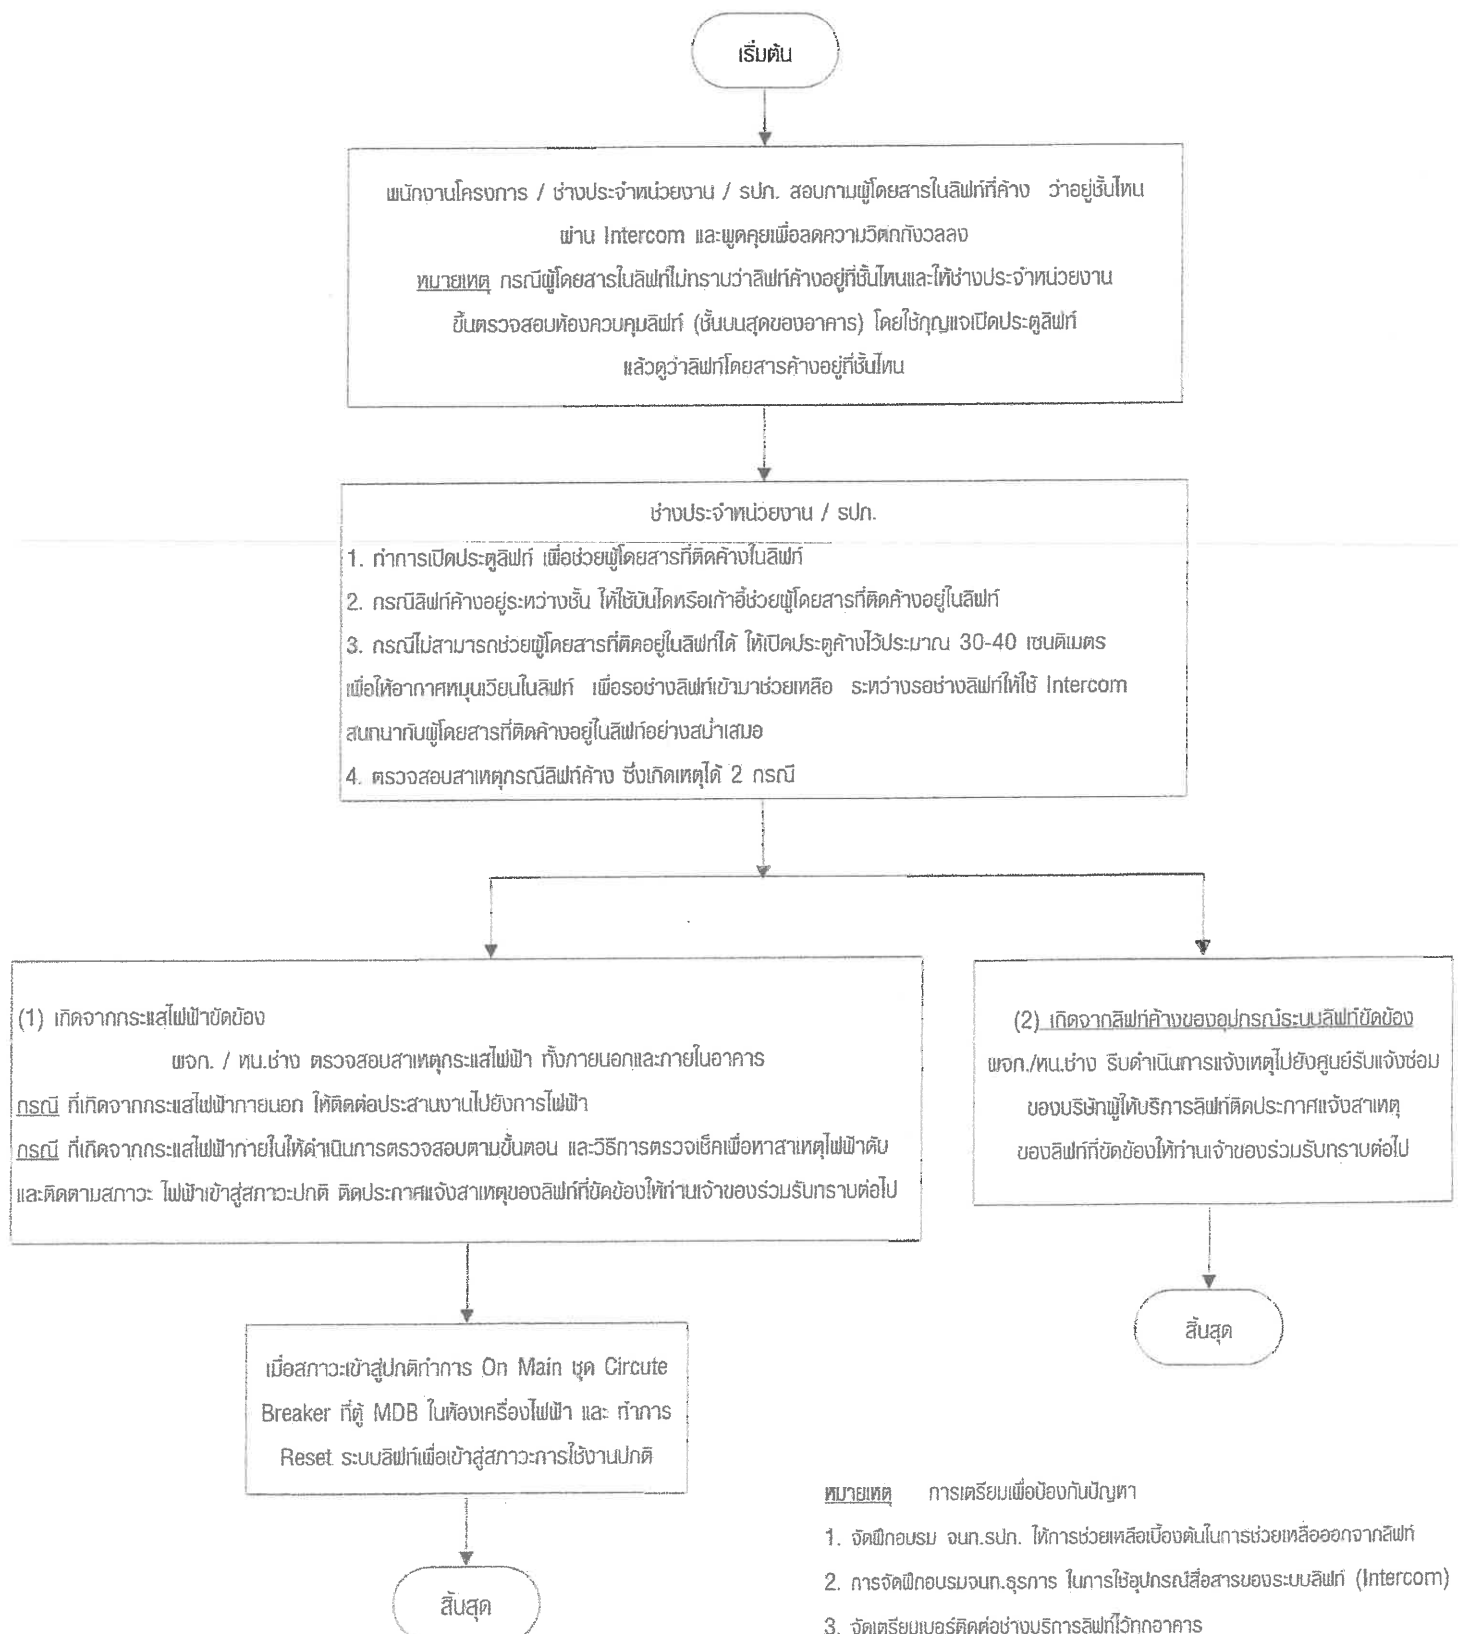 เริ่มต้น
พนักงานโครงการ / ช่างประจำหน่วยงาน / รปภ. สอบถามผู้โดยสารในลิฟท์ที่ค้าง ว่าอยู่ชั้นไหน
ผ่าน Intercom และพูดคุยเพื่อลดความวิตกกังวลลง
หมายเหตุ กรณีผู้โดยสารในลิฟท์ไม่ทราบว่าลิฟท์ค้างอยู่ที่ชั้นไหนและให้ช่างประจำหน่วยงาน
ขึ้นตรวจสอบห้องควบคุมลิฟท์ (ชั้นบนสุดของอาคาร) โดยใช้กุญแจเปิดประตูลิฟท์
แล้วดูว่าลิฟท์โดยสารค้างอยู่ที่ชั้นไหน
ช่างประจำหน่วยงาน / รปภ.
1. ทำการเปิดประตูลิฟท์ เพื่อช่วยผู้โดยสารที่ติดค้างในลิฟท์
2. กรณีลิฟท์ค้างอยู่ระหว่างชั้น ให้ใช้บันไดหรือเก้าอี้ช่วยผู้โดยสารที่ติดค้างอยู่ในลิฟท์
3. กรณีไม่สามารถช่วยผู้โดยสารที่ติดอยู่ในลิฟท์ได้ ให้เปิดประตูค้างไว้ประมาณ 30-40 เซนติเมตร
เพื่อให้อากาศหมุนเวียนในลิฟท์ เพื่อรอช่างลิฟท์เข้ามาช่วยเหลือ ระหว่างรอช่างลิฟท์ให้ใช้ Intercom
สนทนากับผู้โดยสารที่ติดค้างอยู่ในลิฟท์อย่างสม่ำเสมอ
4. ตรวจสอบสาเหตุกรณีลิฟท์ค้าง ซึ่งเกิดเหตุได้ 2 กรณี
(1) เกิดจากกระแสไฟฟ้าขัดข้อง
ผจก. / หน.ช่าง ตรวจสอบสาเหตุกระแสไฟฟ้า ทั้งภายนอกและภายในอาคาร
กรณี ที่เกิดจากกระแสไฟฟ้าภายนอก ให้ติดต่อประสานงานไปยังการไฟฟ้า
กรณี ที่เกิดจากกระแสไฟฟ้าภายในให้ดำเนินการตรวจสอบตามขั้นตอน และวิธีการตรวจเช็คเพื่อหาสาเหตุไฟฟ้าดับ
และติดตามสภาวะ ไฟฟ้าเข้าสู่สภาวะปกติ ติดประกาศแจ้งสาเหตุของลิฟท์ที่ขัดข้องให้ท่านเจ้าของร่วมรับทราบต่อไป
(2) เกิดจากลิฟท์ค้างของอุปกรณ์ระบบลิฟท์ขัดข้อง
ผจก./หน.ช่าง รีบดำเนินการแจ้งเหตุไปยังศูนย์รับแจ้งซ่อม
ของบริษัทผู้ให้บริการลิฟท์ติดประกาศแจ้งสาเหตุ
ของลิฟท์ที่ขัดข้องให้ท่านเจ้าของร่วมรับทราบต่อไป
สิ้นสุด
เมื่อสภาวะเข้าสู่ปกติทำการ On Main ชุด Circute
Breaker ที่ตู้ MDB ในห้องเครื่องไฟฟ้า และ ทำการ
Reset ระบบลิฟท์เพื่อเข้าสู่สภาวะการใช้งานปกติ
สิ้นสุด
หมายเหตุ การเตรียมเพื่อป้องกันปัญหา
1. จัดฝึกอบรม จนท.รปภ. ให้การช่วยเหลือเบื้องต้นในการช่วยเหลือออกจากลิฟท์
2. การจัดฝึกอบรมจนท.ธุรการ ในการใช้อุปกรณ์สื่อสารของระบบลิฟท์ (Intercom)
3. จัดเตรียมเบอร์ติดต่อช่างบริการลิฟท์ไว้ทุกอาคาร